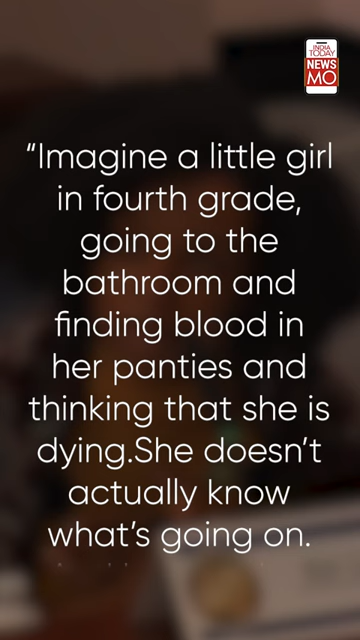 INDIA
TODAY
NEWS
MO
“Imagine a little girl
in fourth grade,
going to the
bathroom and
finding blood in
her panties and
thinking that she is
dying.She doesn’t
actually know
what’s going on.